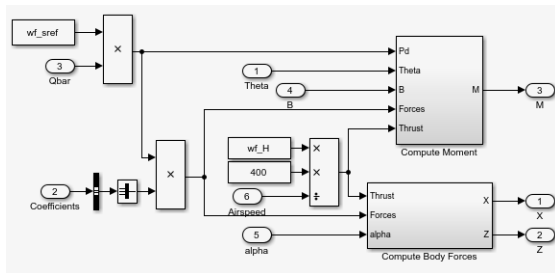 wf_sref
×
3
Qbar
Pd
1
Theta
Theta
4
B
B
M
3
M
Forces
Thrust
Compute Moment
wf_H
×
400
×
÷
6
Airspeed
×
2
Coefficients
Thrust
X
1
X
Forces
5
alpha
alpha
Z
2
Z
Compute Body Forces